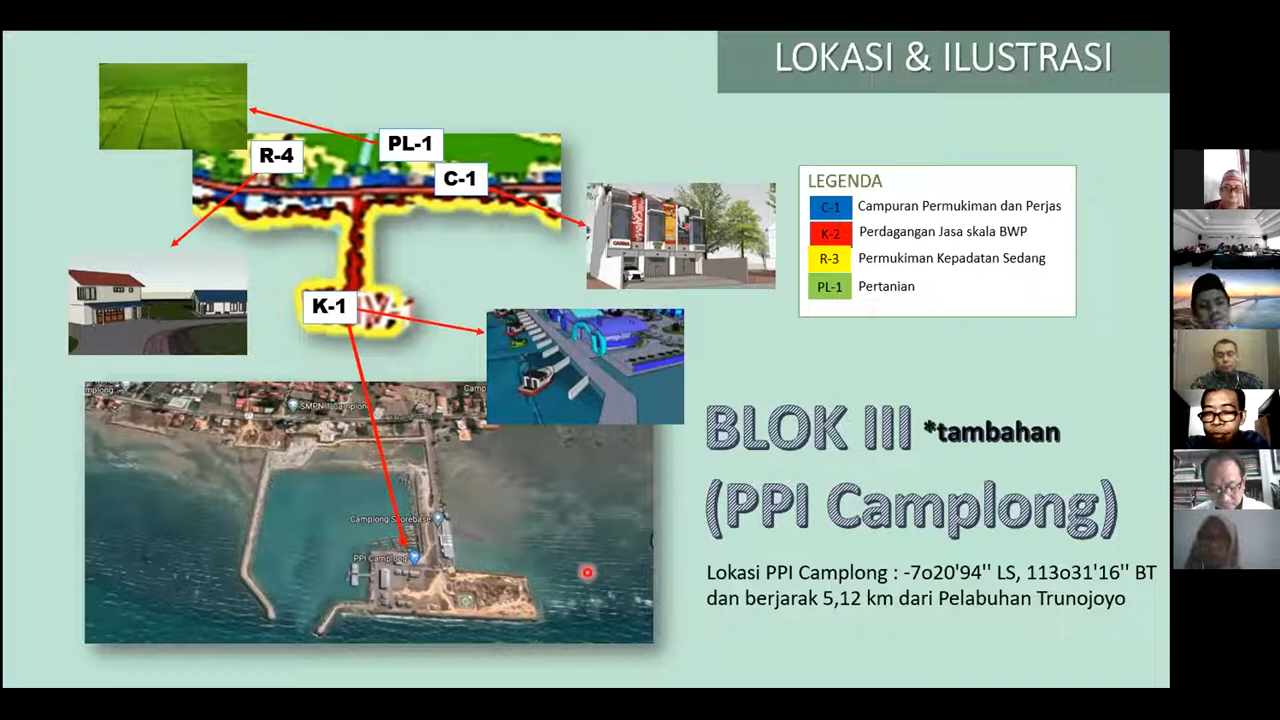 LOKASI & ILUSTRASI
PL-1
R-4
C-1
K-1
LEGENDA
C-1 Campuran Permukiman dan Perjas
K-2 Perdagangan Jasa skala BWP
R-3 Permukiman Kepadatan Sedang
PL-1 Pertanian
Camplong
SMPN 1 Camplong
Camplong Shorebase
PPI Camplong
BLOK III *tambahan
(PPI Camplong)
Lokasi PPI Camplong : -7o20'94'' LS, 113o31'16'' BT
dan berjarak 5,12 km dari Pelabuhan Trunojoyo